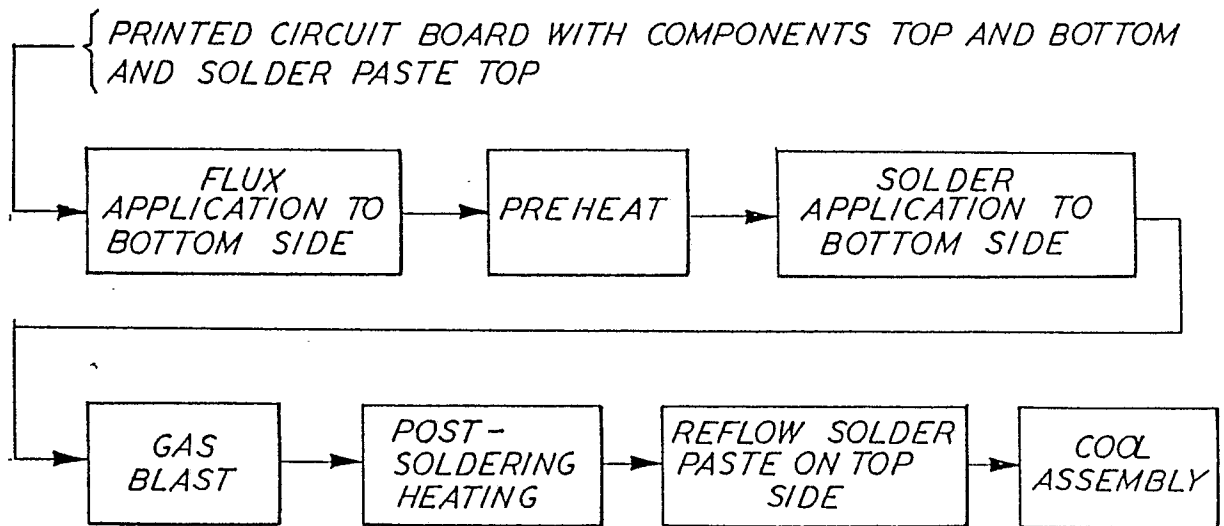 PRINTED CIRCUIT BOARD WITH COMPONENTS TOP AND BOTTOM
AND SOLDER PASTE TOP
FLUX
APPLICATION TO
BOTTOM SIDE
PREHEAT
SOLDER
APPLICATION TO
BOTTOM SIDE
GAS
BLAST
POST-
SOLDERING
HEATING
REFLOW SOLDER
PASTE ON TOP
SIDE
COOL
ASSEMBLY